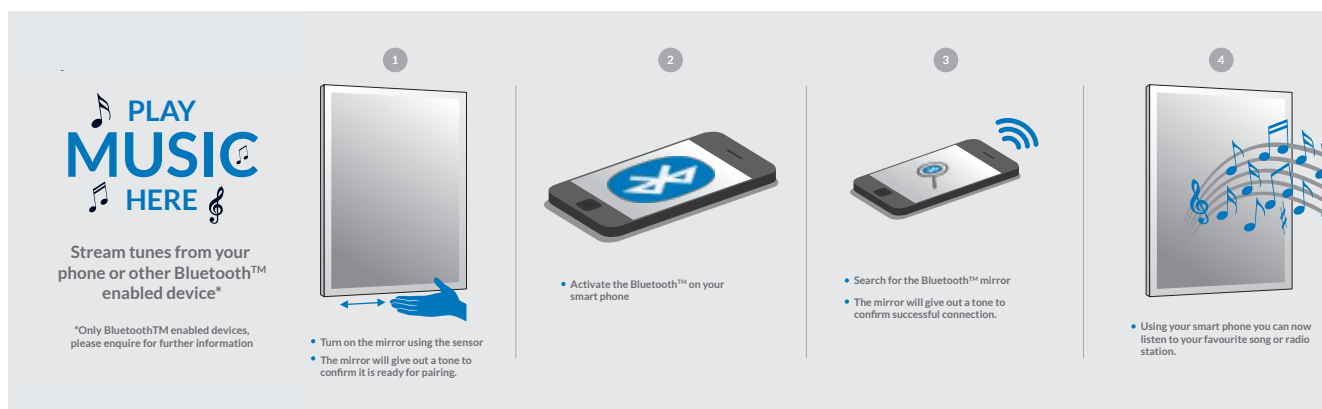 PLAY
MUSIC
HERE
Stream tunes from your
phone or other Bluetooth™
enabled device*
*Only BluetoothTM enabled devices,
please enquire for further information
1
• Turn on the mirror using the sensor
• The mirror will give out a tone to
confirm it is ready for pairing.
2
• Activate the Bluetooth™ on your
smart phone
3
• Search for the Bluetooth™ mirror
• The mirror will give out a tone to
confirm successful connection.
4
• Using your smart phone you can now
listen to your favourite song or radio
station.